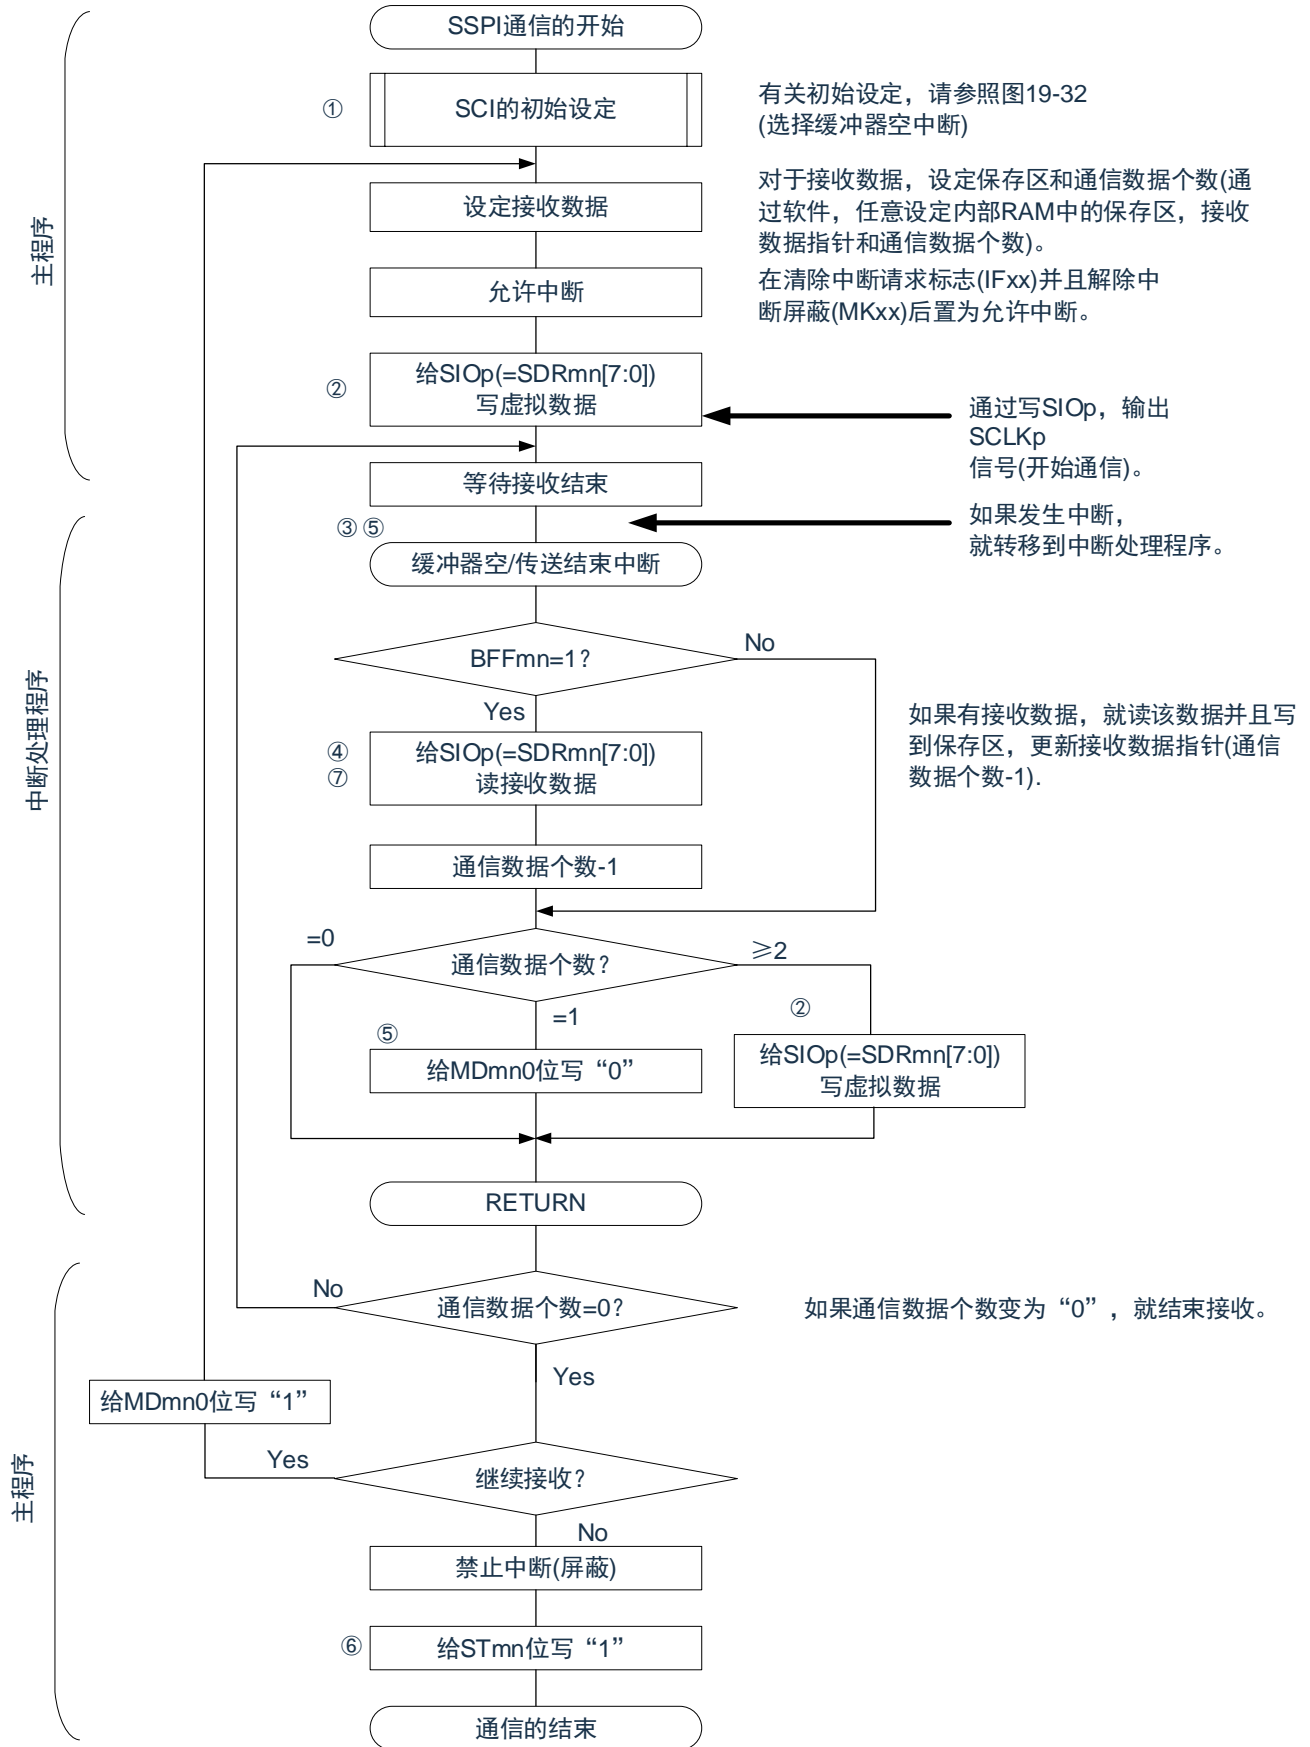 SSPI通信的开始
①
SCI的初始设定
有关初始设定，请参照图19-32
(选择缓冲器空中断)
主程序
设定接收数据
对于接收数据，设定保存区和通信数据个数(通
过软件，任意设定内部RAM中的保存区，接收
数据指针和通信数据个数)。
允许中断
在清除中断请求标志(IFxx)并且解除中
断屏蔽(MKxx)后置为允许中断。
②
给SIOp(=SDRmn[7:0])
写虚拟数据
通过写SIOp，输出
SCLKp
信号(开始通信)。
等待接收结束
③⑤
如果发生中断，
就转移到中断处理程序。
缓冲器空/传送结束中断
中断处理程序
BFFmn=1?
No
Yes
④
⑦
给SIOp(=SDRmn[7:0])
读接收数据
如果有接收数据，就读该数据并且写
到保存区，更新接收数据指针(通信
数据个数-1).
通信数据个数-1
=0
通信数据个数?
≥2
=1
⑤
给MDmn0位写“0”
②
给SIOp(=SDRmn[7:0])
写虚拟数据
RETURN
No
通信数据个数=0?
如果通信数据个数变为“0”，就结束接收。
Yes
给MDmn0位写“1”
主程序
Yes
继续接收?
No
禁止中断(屏蔽)
⑥
给STmn位写“1”
通信的结束